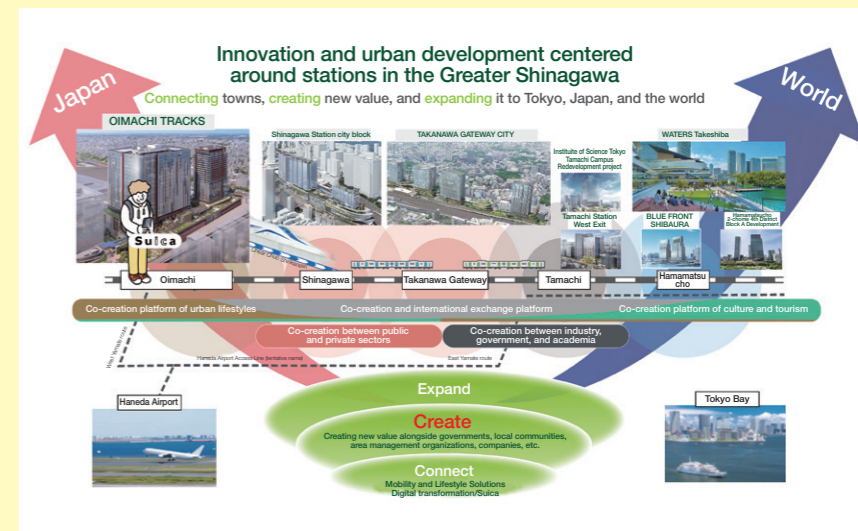 Innovation and urban development centered
around stations in the Greater Shinagawa
Connecting towns, creating new value, and expanding it to Tokyo, Japan, and the world
Japan
World
OIMACHI TRACKS
Shinagawa Station city block
TAKANAWA GATEWAY CITY
Institute of Science Tokyo
Tamachi Campus
Redevelopment project
WATERS Takeshiba
Tamachi Station
West Exit
BLUE FRONT
SHIBAURA
Hamamatsucho
2-chome 4th District
Block A Development
Suica
Linear Chuo Shinkansen
Oimachi
Shinagawa
Takanawa Gateway
Tamachi
Hamamatsu
cho
Co-creation platform of urban lifestyles
Co-creation and international exchange platform
Co-creation platform of culture and tourism
Co-creation between public
and private sectors
Co-creation between industry,
government, and academia
West Yamate route
Haneda Airport Access Line (tentative name)
East Yamate route
Haneda Airport
Tokyo Bay
Expand
Create
Creating new value alongside governments, local communities,
area management organizations, companies, etc.
Connect
Mobility and Lifestyle Solutions
Digital transformation/Suica